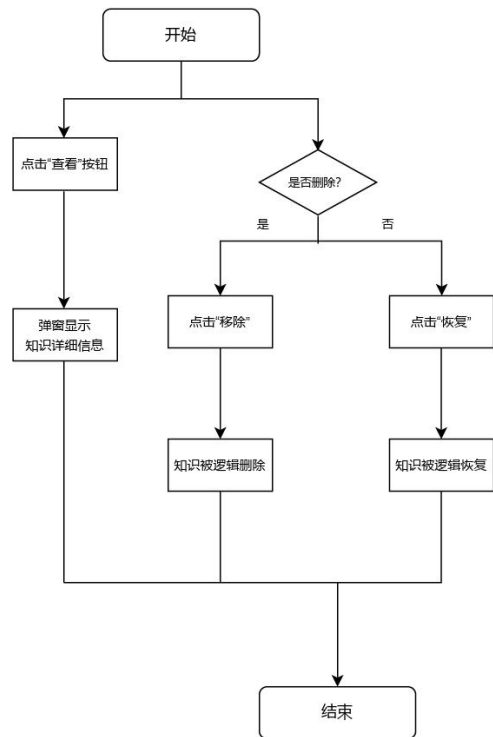 开始
点击“查看”按钮
是否删除?
是
否
弹窗显示
知识详细信息
点击“移除”
点击“恢复”
知识被逻辑删除
知识被逻辑恢复
结束